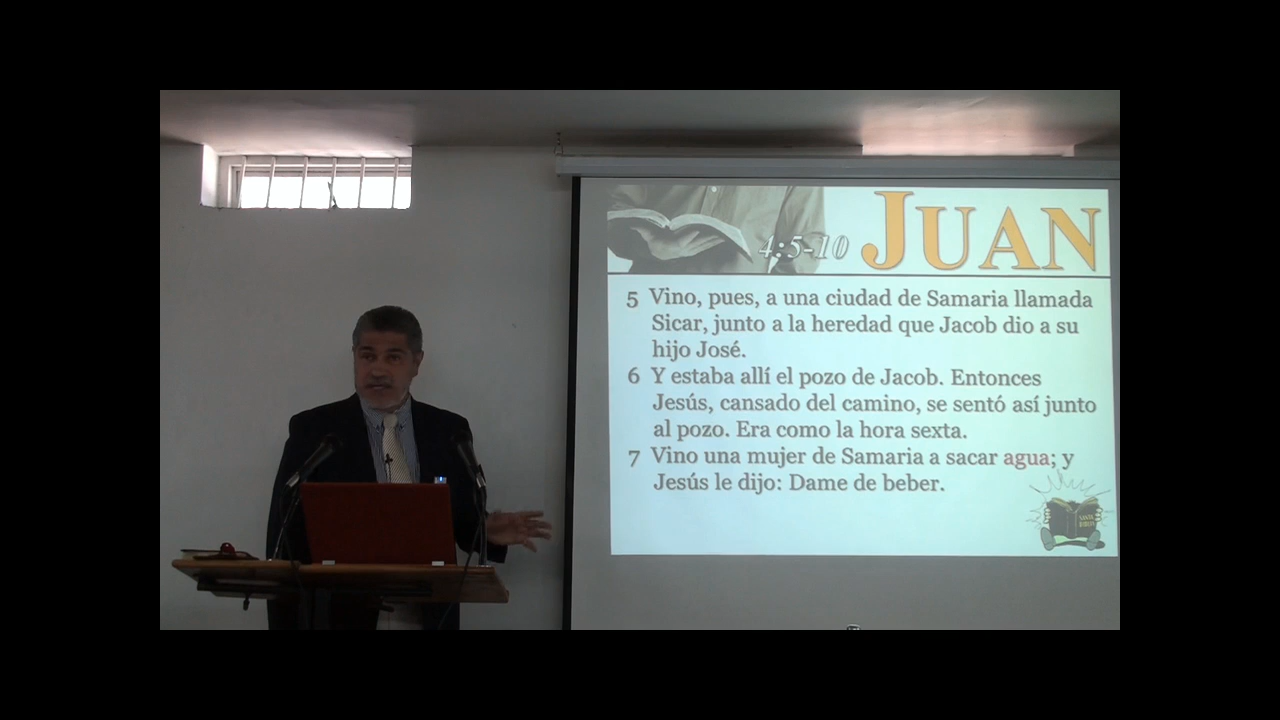 4:5-10 JUAN
5 Vino, pues, a una ciudad de Samaria llamada
Sicar, junto a la heredad que Jacob dio a su
hijo José.
6 Y estaba allí el pozo de Jacob. Entonces
Jesús, cansado del camino, se sentó así junto
al pozo. Era como la hora sexta.
7 Vino una mujer de Samaria a sacar agua; y
Jesús le dijo: Dame de beber.
SANTA
BIBLIA